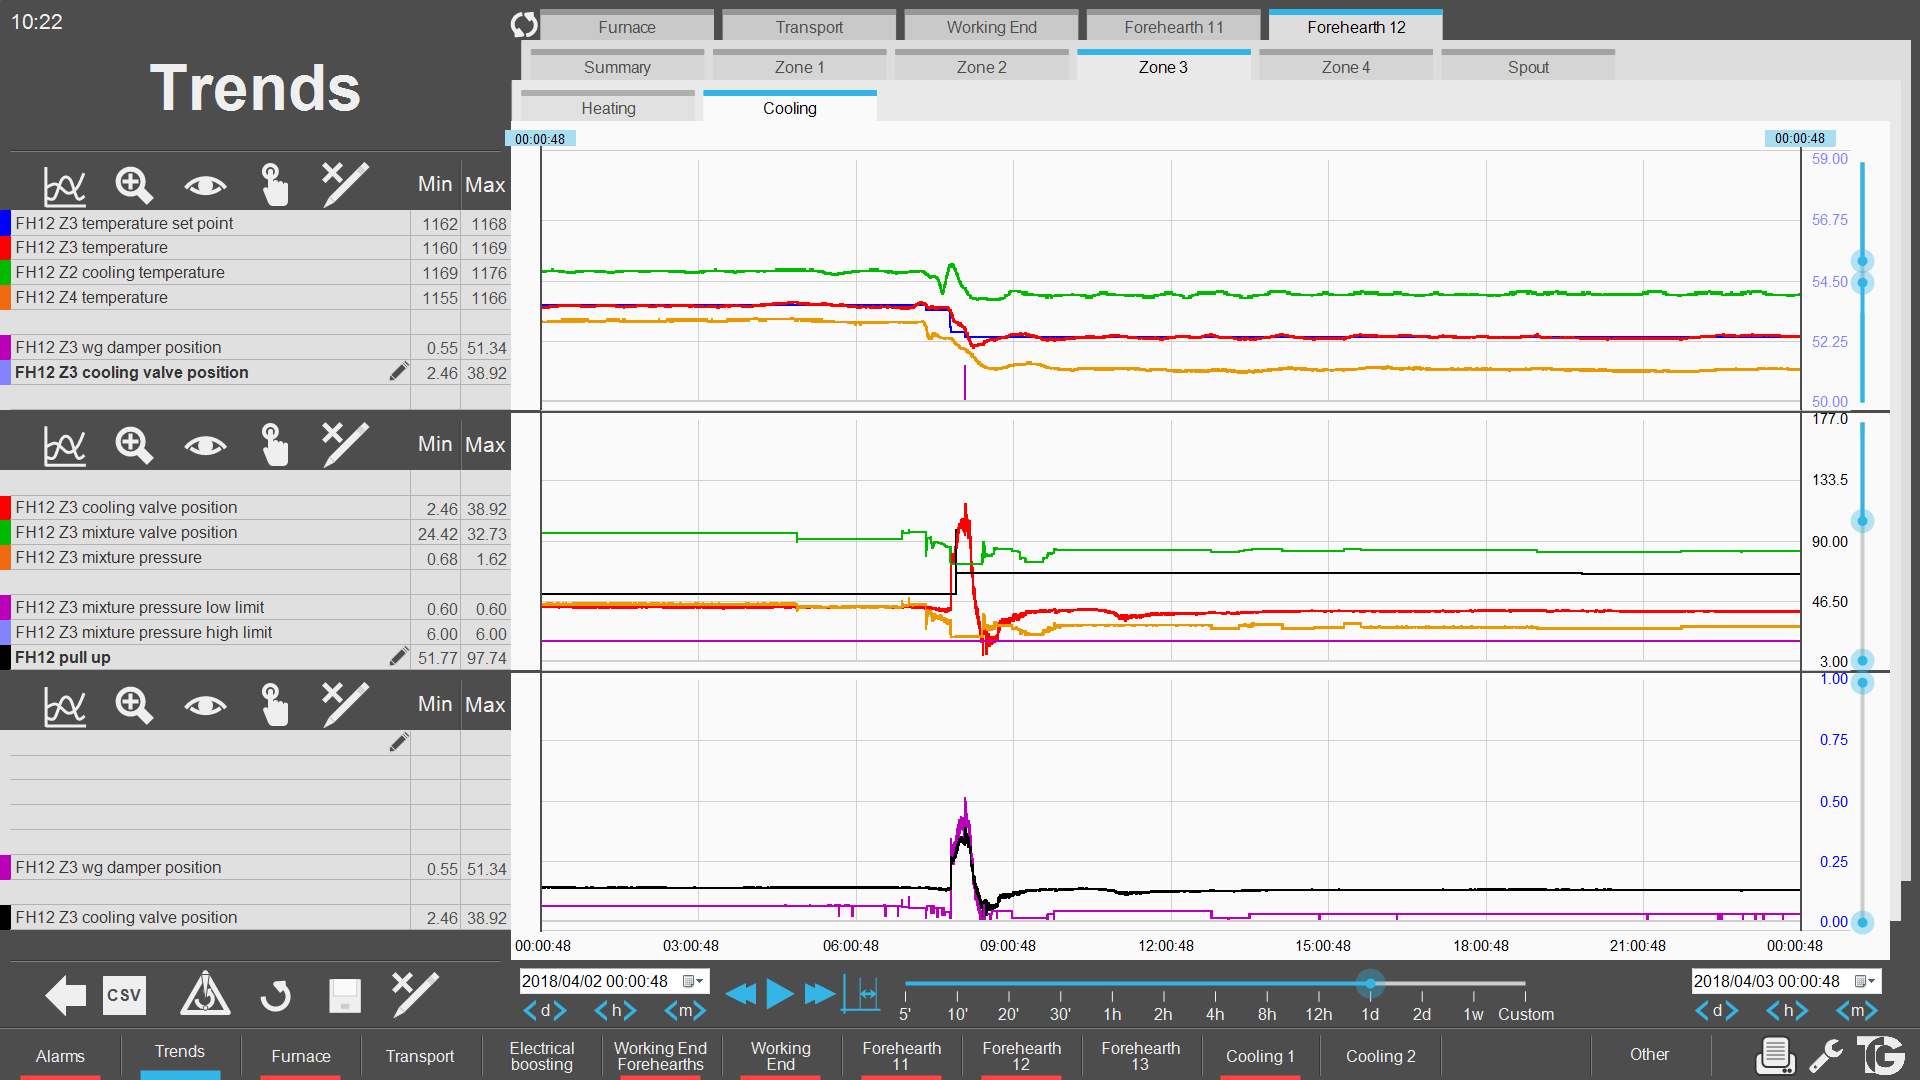 10:22
Trends
Furnace
Transport
Working End
Forehearth 11
Forehearth 12
Summary
Zone 1
Zone 2
Zone 3
Zone 4
Spout
Heating
Cooling
00:00:48
00:00:48
Min Max
FH12 Z3 temperature set point 1162 1168
FH12 Z3 temperature 1160 1169
FH12 Z2 cooling temperature 1169 1176
FH12 Z4 temperature 1155 1166
FH12 Z3 wg damper position 0.55 51.34
FH12 Z3 cooling valve position 2.46 38.92
59.00
56.75
54.50
52.25
50.00
Min Max
FH12 Z3 cooling valve position 2.46 38.92
FH12 Z3 mixture valve position 24.42 32.73
FH12 Z3 mixture pressure 0.68 1.62
FH12 Z3 mixture pressure low limit 0.60 0.60
FH12 Z3 mixture pressure high limit 6.00 6.00
FH12 pull up 51.77 97.74
177.0
133.5
90.00
46.50
3.00
Min Max
FH12 Z3 wg damper position 0.55 51.34
FH12 Z3 cooling valve position 2.46 38.92
1.00
0.75
0.50
0.25
0.00
00:00:48 03:00:48 06:00:48 09:00:48 12:00:48 15:00:48 18:00:48 21:00:48 00:00:48
CSV
2018/04/02 00:00:48
d h m
5' 10' 20' 30' 1h 2h 4h 8h 12h 1d 2d 1w Custom
2018/04/03 00:00:48
d h m
Alarms
Trends
Furnace
Transport
Electrical
boosting
Working End
Forehearths
Working
End
Forehearth
11
Forehearth
12
Forehearth
13
Cooling 1
Cooling 2
Other
TG